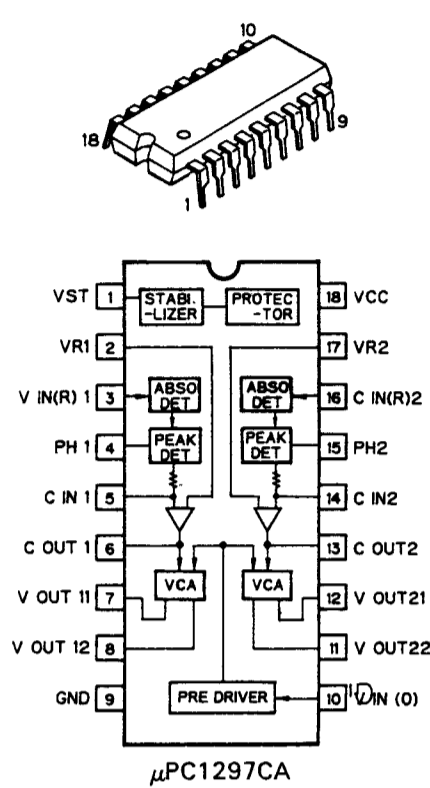 10
18
9
1
VST 1 STABI. -LIZER PROTEC -TOR 18 VCC
VR1 2 17 VR2
V IN(R) 1 3 ABSO DET ABSO DET 16 C IN(R)2
PH 1 4 PEAK DET PEAK DET 15 PH2
C IN 1 5 14 C IN2
C OUT 1 6 13 C OUT2
V OUT 11 7 VCA VCA 12 V OUT21
V OUT 12 8 11 V OUT22
GND 9 PRE DRIVER 10 IN (O)
μPC1297CA